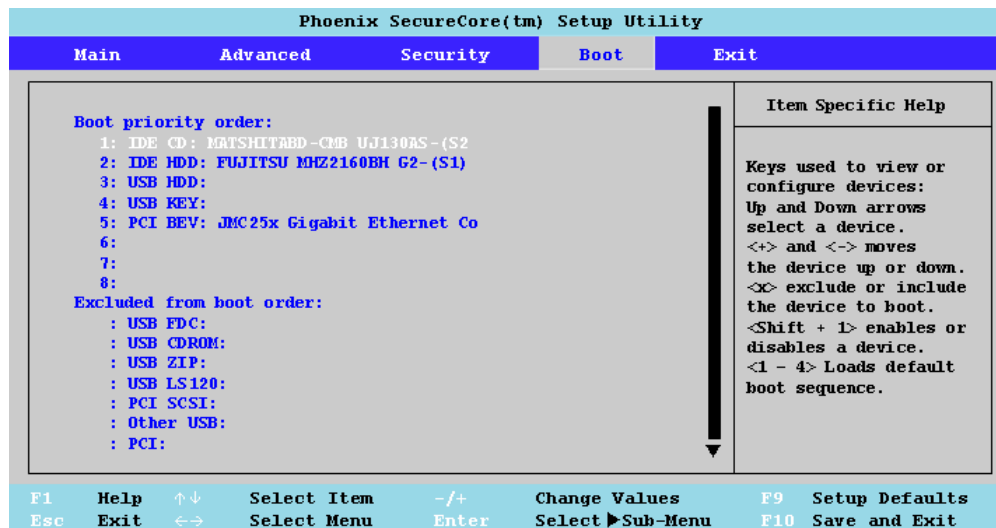 Phoenix SecureCore(tm) Setup Utility
Main Advanced Security Boot Exit
Boot priority order:
1: IDE CD: MATSHITABD-CMB UJ130AS-(S2
2: IDE HDD: FUJITSU MHZ2160BH G2-(S1)
3: USB HDD:
4: USB KEY:
5: PCI BEV: JMC25x Gigabit Ethernet Co
6:
7:
8:
Excluded from boot order:
: USB FDC:
: USB CDROM:
: USB ZIP:
: USB LS120:
: PCI SCSI:
: Other USB:
: PCI:
Item Specific Help
Keys used to view or
configure devices:
Up and Down arrows
select a device.
<+> and <-> moves
the device up or down.
<x> exclude or include
the device to boot.
<Shift + 1> enables or
disables a device.
<1 - 4> Loads default
boot sequence.
F1 Help ↑↓ Select Item -/+ Change Values F9 Setup Defaults
Esc Exit ←→ Select Menu Enter Select ▶Sub-Menu F10 Save and Exit